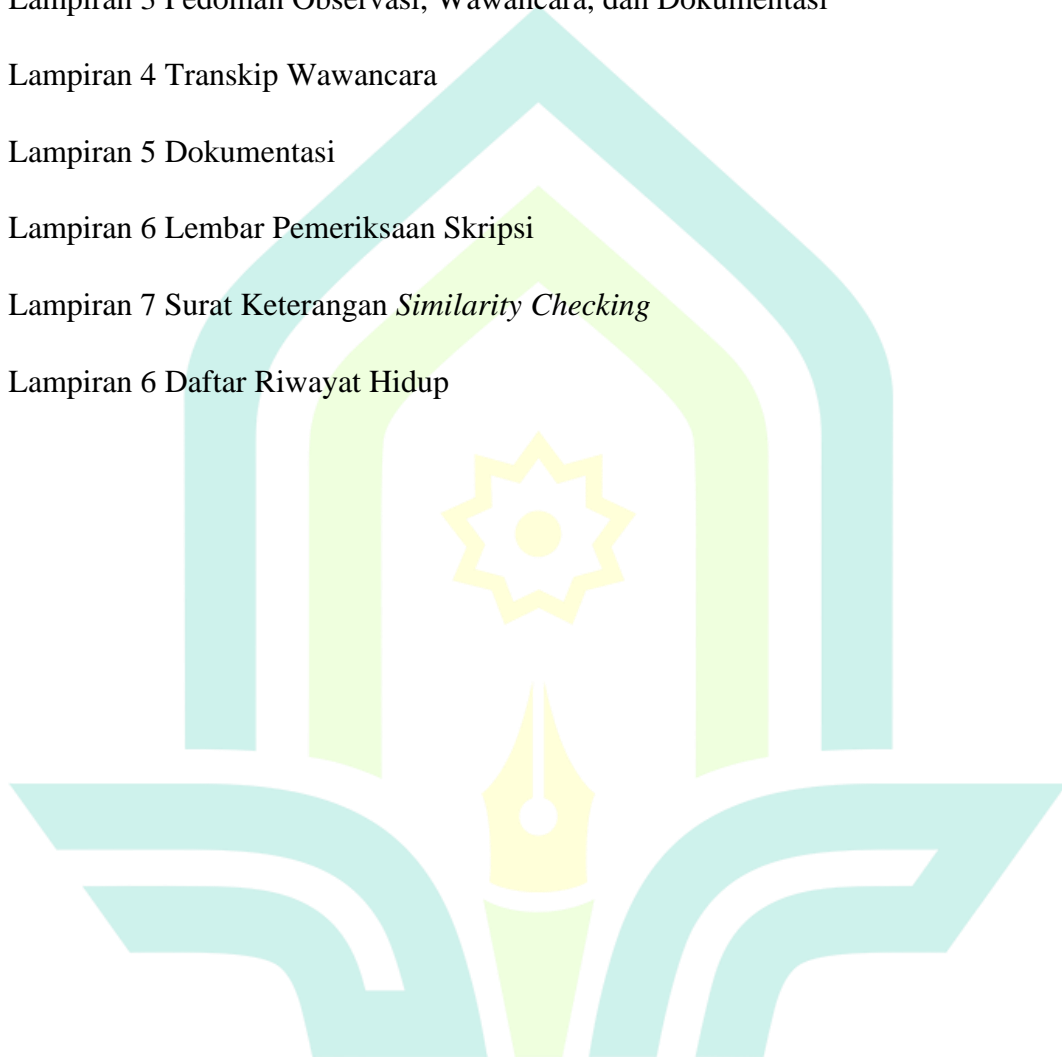 Lampiran 3 Pedoman Observasi, Wawancara, dan Dokumentasi
Lampiran 4 Transkip Wawancara
Lampiran 5 Dokumentasi
Lampiran 6 Lembar Pemeriksaan Skripsi
Lampiran 7 Surat Keterangan Similarity Checking
Lampiran 6 Daftar Riwayat Hidup